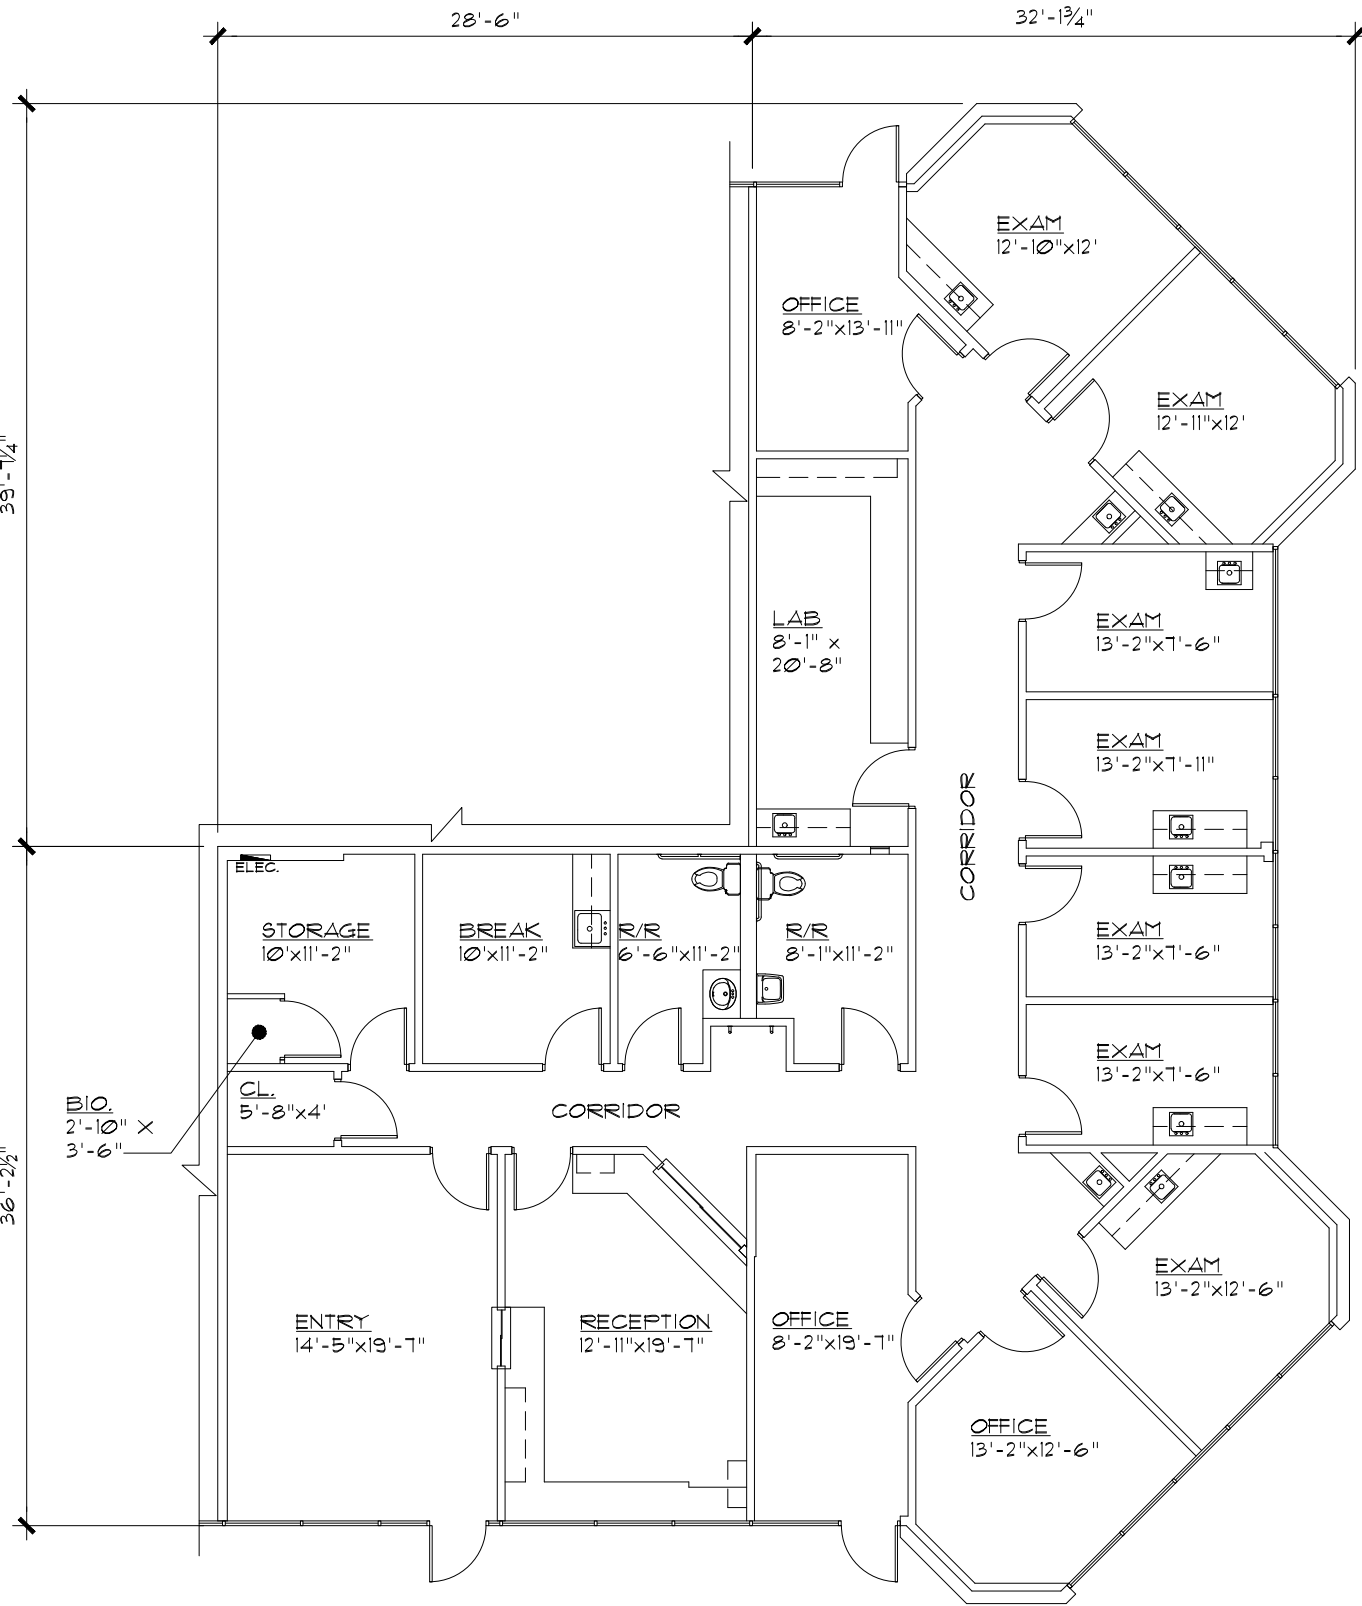 28'-6"
32'-1¾"
EXAM
12'-10"x12'
OFFICE
8'-2"x13'-11"
EXAM
12'-11"x12'
39'-7¼"
LAB
8'-1" x
20'-8"
EXAM
13'-2"x7'-6"
EXAM
13'-2"x7'-11"
CORRIDOR
ELEC.
STORAGE
10'x11'-2"
BREAK
10'x11'-2"
R/R
6'-6"x11'-2"
R/R
8'-1"x11'-2"
EXAM
13'-2"x7'-6"
EXAM
13'-2"x7'-6"
CL.
5'-8"x4'
BIO.
2'-10" X
3'-6"
CORRIDOR
36'-2½"
EXAM
13'-2"x12'-6"
ENTRY
14'-5"x19'-7"
RECEPTION
12'-11"x19'-7"
OFFICE
8'-2"x19'-7"
OFFICE
13'-2"x12'-6"